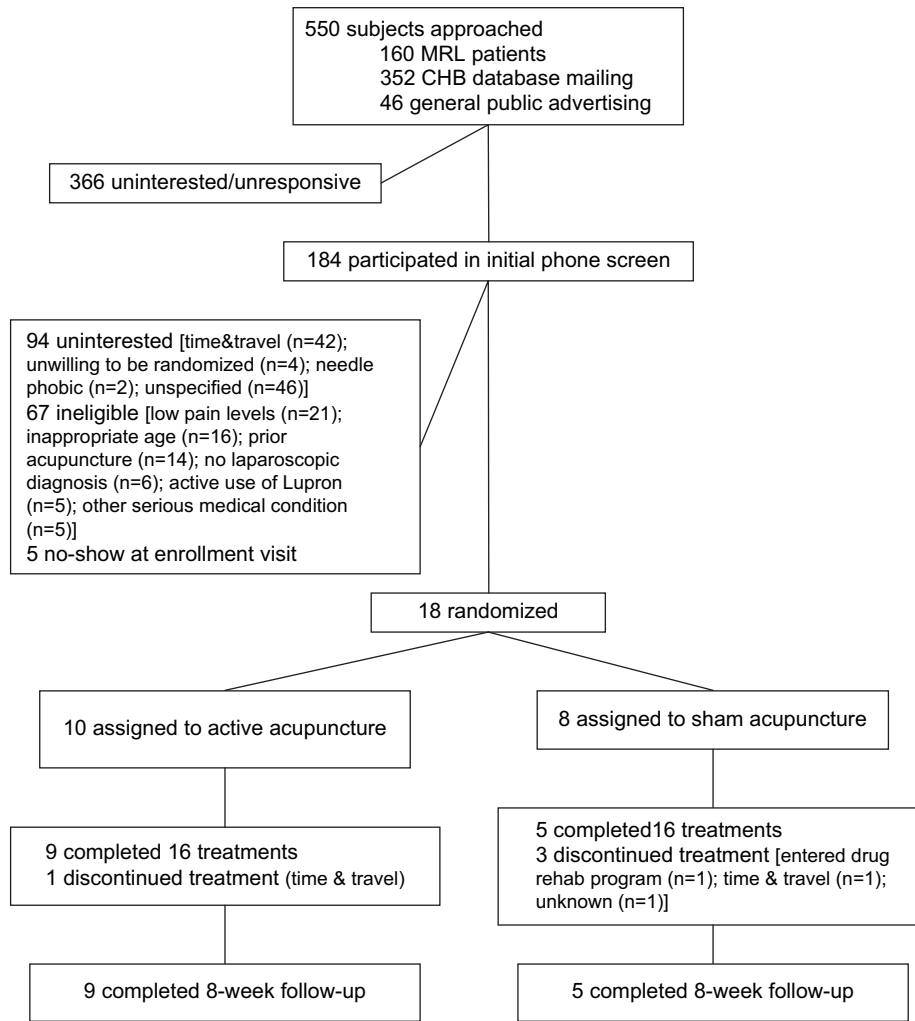 550 subjects approached
160 MRL patients
352 CHB database mailing
46 general public advertising
366 uninterested/unresponsive
184 participated in initial phone screen
94 uninterested [time&travel (n=42);
unwilling to be randomized (n=4); needle
phobic (n=2); unspecified (n=46)]
67 ineligible [low pain levels (n=21);
inappropriate age (n=16); prior
acupuncture (n=14); no laparoscopic
diagnosis (n=6); active use of Lupron
(n=5); other serious medical condition
(n=5)]
5 no-show at enrollment visit
18 randomized
10 assigned to active acupuncture
8 assigned to sham acupuncture
9 completed 16 treatments
1 discontinued treatment (time & travel)
5 completed16 treatments
3 discontinued treatment [entered drug
rehab program (n=1); time & travel (n=1);
unknown (n=1)]
9 completed 8-week follow-up
5 completed 8-week follow-up